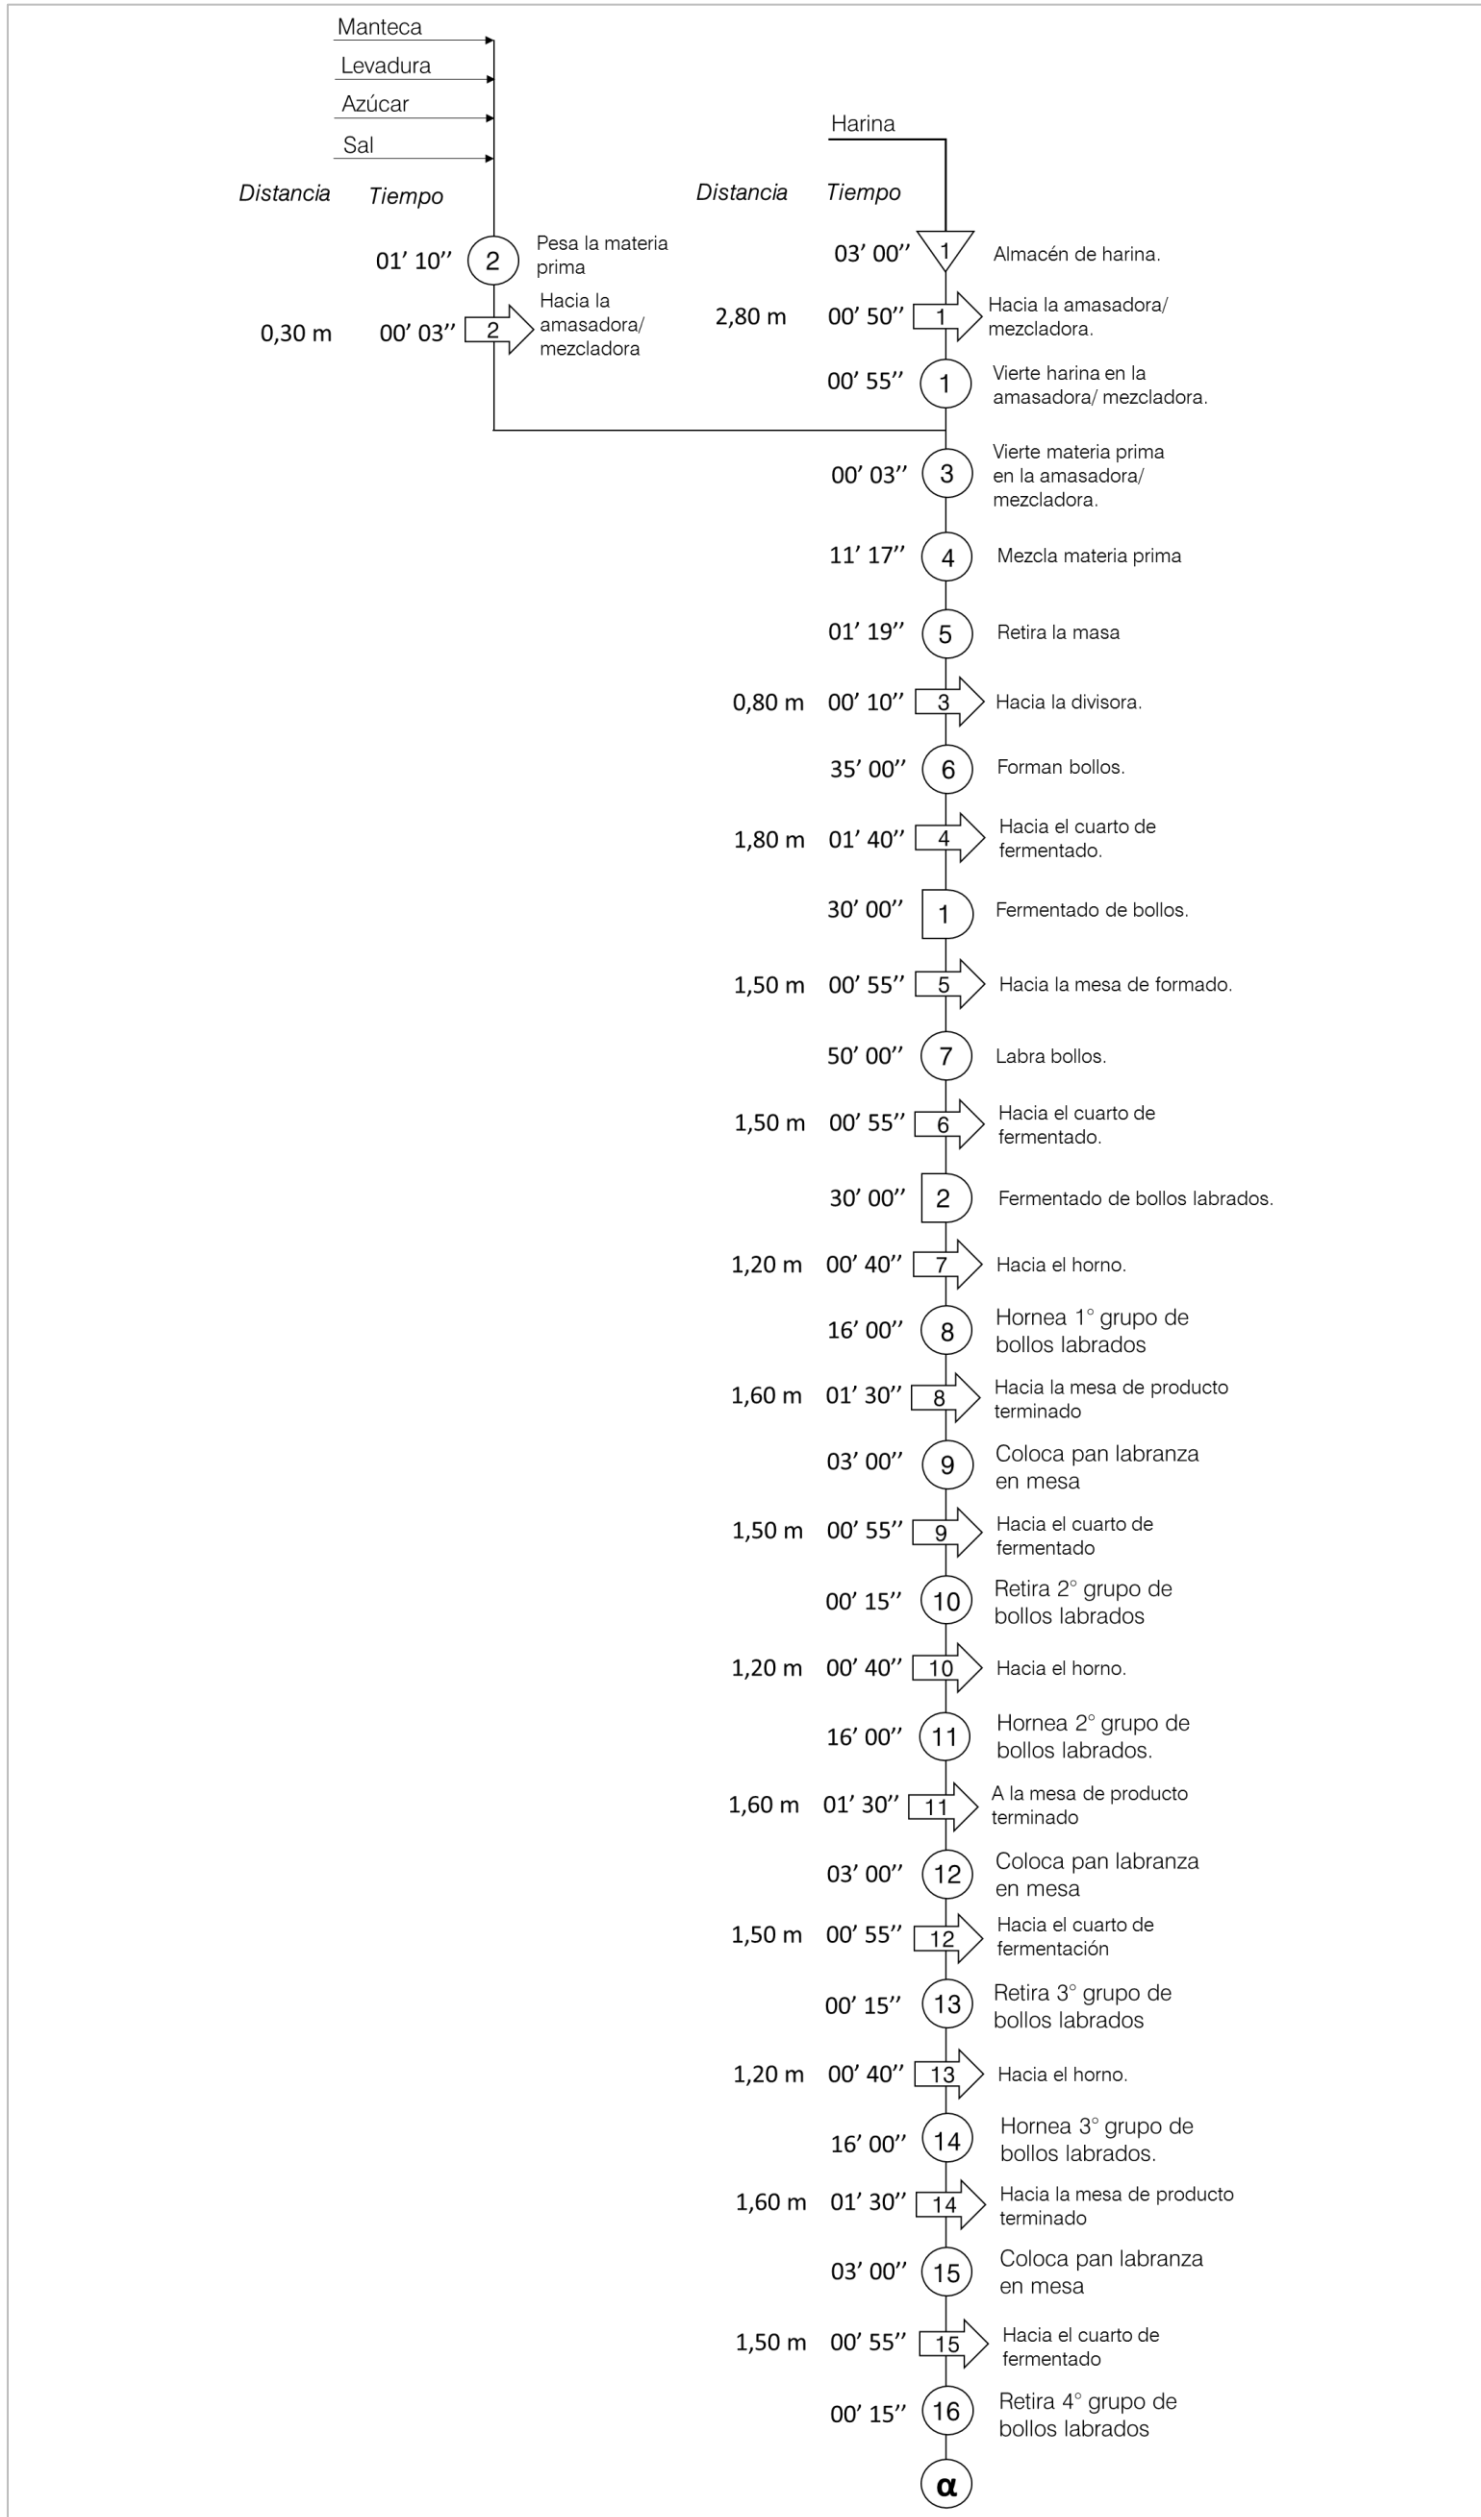 Manteca
Levadura
Azúcar
Sal
Harina
Distancia Tiempo
Distancia Tiempo
01’ 10’’ 2 Pesa la materia
prima
0,30 m 00’ 03’’ 2 Hacia la
amasadora/
mezcladora
03’ 00’’ 1 Almacén de harina.
2,80 m 00’ 50’’ 1 Hacia la amasadora/
mezcladora.
00’ 55’’ 1 Vierte harina en la
amasadora/ mezcladora.
00’ 03’’ 3 Vierte materia prima
en la amasadora/
mezcladora.
11’ 17’’ 4 Mezcla materia prima
01’ 19’’ 5 Retira la masa
0,80 m 00’ 10’’ 3 Hacia la divisora.
35’ 00’’ 6 Forman bollos.
1,80 m 01’ 40’’ 4 Hacia el cuarto de
fermentado.
30’ 00’’ 1 Fermentado de bollos.
1,50 m 00’ 55’’ 5 Hacia la mesa de formado.
50’ 00’’ 7 Labra bollos.
1,50 m 00’ 55’’ 6 Hacia el cuarto de
fermentado.
30’ 00’’ 2 Fermentado de bollos labrados.
1,20 m 00’ 40’’ 7 Hacia el horno.
16’ 00’’ 8 Hornea 1° grupo de
bollos labrados
1,60 m 01’ 30’’ 8 Hacia la mesa de producto
terminado
03’ 00’’ 9 Coloca pan labranza
en mesa
1,50 m 00’ 55’’ 9 Hacia el cuarto de
fermentado
00’ 15’’ 10 Retira 2° grupo de
bollos labrados
1,20 m 00’ 40’’ 10 Hacia el horno.
16’ 00’’ 11 Hornea 2° grupo de
bollos labrados.
1,60 m 01’ 30’’ 11 A la mesa de producto
terminado
03’ 00’’ 12 Coloca pan labranza
en mesa
1,50 m 00’ 55’’ 12 Hacia el cuarto de
fermentación
00’ 15’’ 13 Retira 3° grupo de
bollos labrados
1,20 m 00’ 40’’ 13 Hacia el horno.
16’ 00’’ 14 Hornea 3° grupo de
bollos labrados.
1,60 m 01’ 30’’ 14 Hacia la mesa de producto
terminado
03’ 00’’ 15 Coloca pan labranza
en mesa
1,50 m 00’ 55’’ 15 Hacia el cuarto de
fermentado
00’ 15’’ 16 Retira 4° grupo de
bollos labrados
α